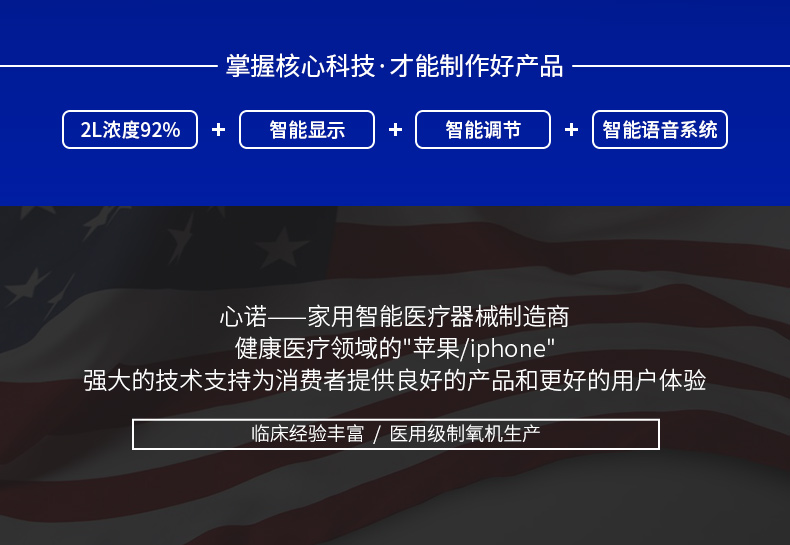 掌握核心科技·才能制作好产品
2L浓度92% + 智能显示 + 智能调节 + 智能语音系统
心诺——家用智能医疗器械制造商
健康医疗领域的"苹果/iphone"
强大的技术支持为消费者提供良好的产品和更好的用户体验
临床经验丰富 / 医用级制氧机生产